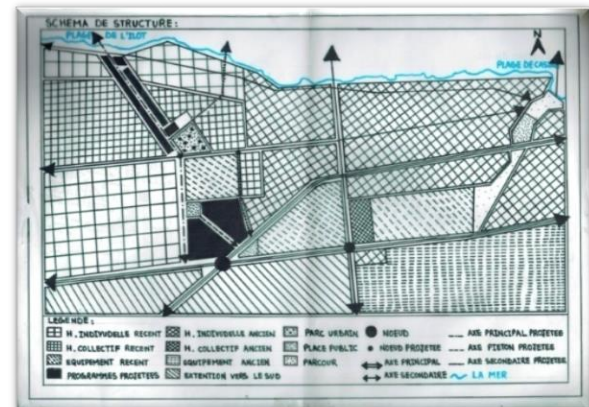 SCHEMA DE STRUCTURE:
PLAGE DE L'ILOT
N
PLAGE DE
LEGENDE:
H. INDIVUDELLE RECENT
H. COLLECTIF RECENT
EQUIPEMENT RECENT
PROGRAMMES PROJETEES
H. INDIVIDELLE ANCIEN
H. COLLECTIF ANCIEN
EQUIPEMENT ANCIEN
EXTENTION VERS LE SUD
PARC URBAIN
PLACE PUBLIC
PARCOUR
NOEUD
NOEUD PROJETEE
AXE PRINCIPAL
AXE SECONDAIRE
AXE PRINCIPAL PROJETEE
AXE PIETON PROJETEE
AXE SECONDAIRE PROJETEE
LA MER